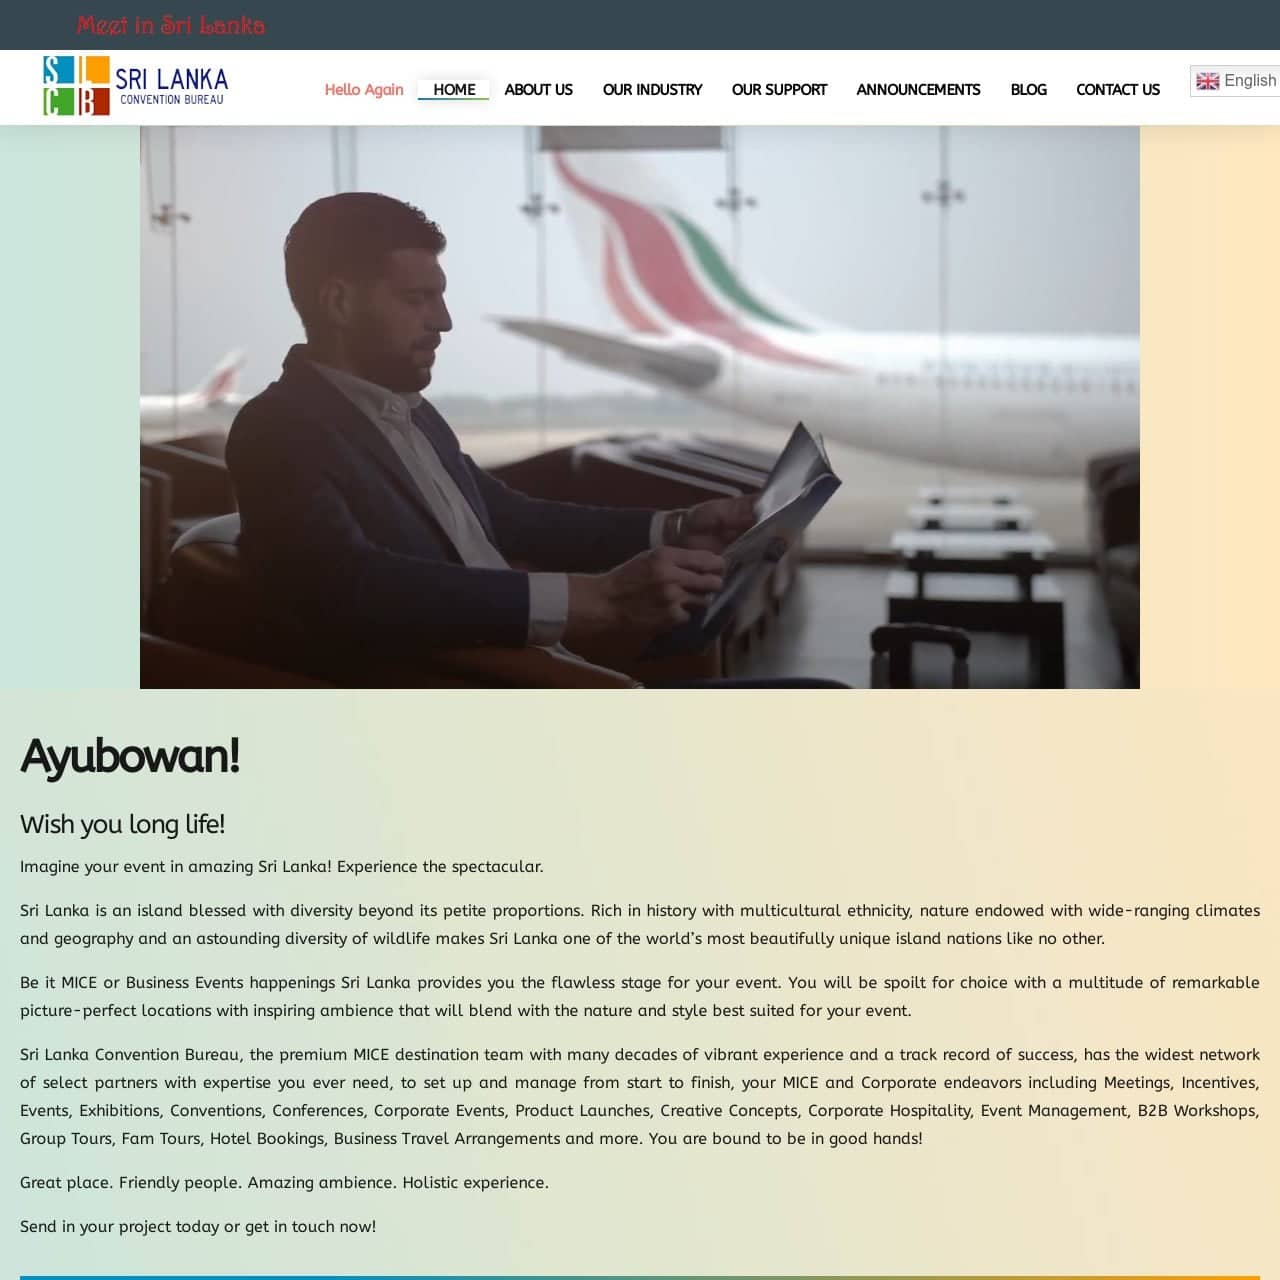 Meet in Sri Lanka
SLCB SRI LANKA
CONVENTION BUREAU
Hello Again HOME ABOUT US OUR INDUSTRY OUR SUPPORT ANNOUNCEMENTS BLOG CONTACT US English
Ayubowan!
Wish you long life!
Imagine your event in amazing Sri Lanka! Experience the spectacular.
Sri Lanka is an island blessed with diversity beyond its petite proportions. Rich in history with multicultural ethnicity, nature endowed with wide-ranging climates
and geography and an astounding diversity of wildlife makes Sri Lanka one of the world’s most beautifully unique island nations like no other.
Be it MICE or Business Events happenings Sri Lanka provides you the flawless stage for your event. You will be spoilt for choice with a multitude of remarkable
picture-perfect locations with inspiring ambience that will blend with the nature and style best suited for your event.
Sri Lanka Convention Bureau, the premium MICE destination team with many decades of vibrant experience and a track record of success, has the widest network
of select partners with expertise you ever need, to set up and manage from start to finish, your MICE and Corporate endeavors including Meetings, Incentives,
Events, Exhibitions, Conventions, Conferences, Corporate Events, Product Launches, Creative Concepts, Corporate Hospitality, Event Management, B2B Workshops,
Group Tours, Fam Tours, Hotel Bookings, Business Travel Arrangements and more. You are bound to be in good hands!
Great place. Friendly people. Amazing ambience. Holistic experience.
Send in your project today or get in touch now!